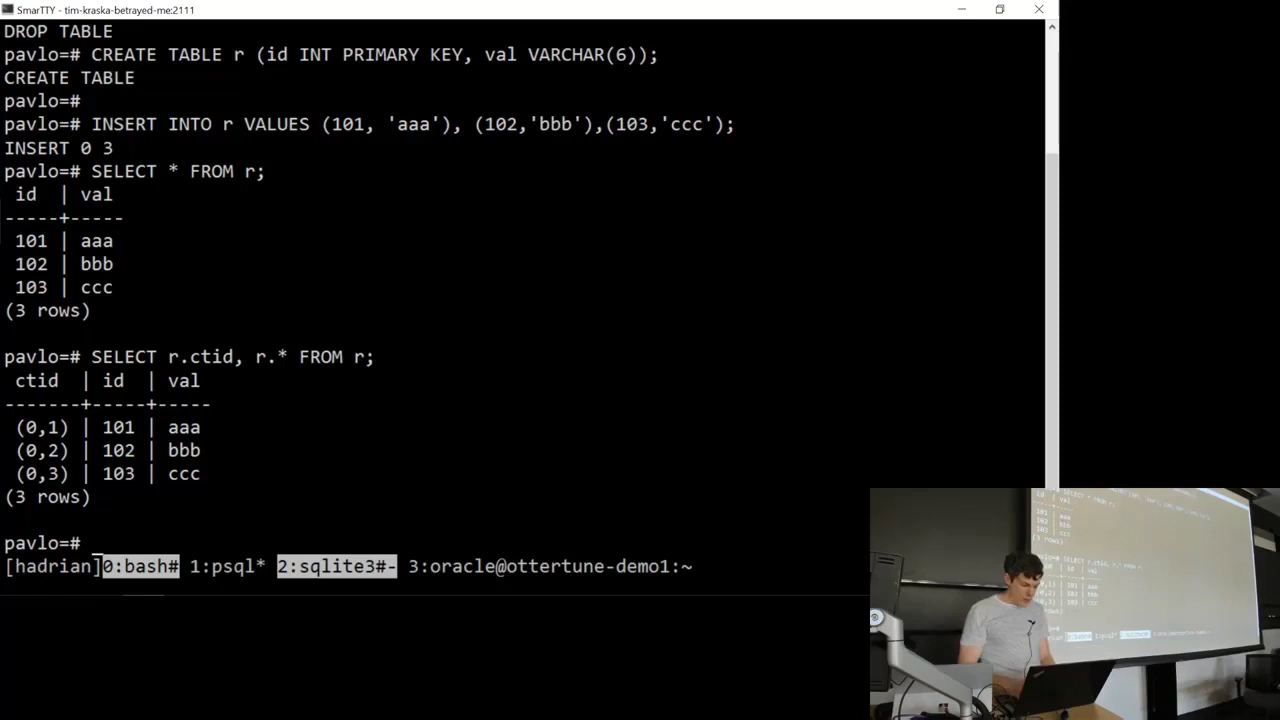 SmarTTY - tim-kraska-betrayed-me:2111
DROP TABLE
pavlo=# CREATE TABLE r (id INT PRIMARY KEY, val VARCHAR(6));
CREATE TABLE
pavlo=#
pavlo=# INSERT INTO r VALUES (101, 'aaa'), (102,'bbb'),(103,'ccc');
INSERT 0 3
pavlo=# SELECT * FROM r;
id | val
-----+-----
101 | aaa
102 | bbb
103 | ccc
(3 rows)
pavlo=# SELECT r.ctid, r.* FROM r;
ctid | id | val
-------+-----+-----
(0,1) | 101 | aaa
(0,2) | 102 | bbb
(0,3) | 103 | ccc
(3 rows)
pavlo=#
[hadrian]0:bash# 1:psql* 2:sqlite3#- 3:oracle@ottertune-demo1:~